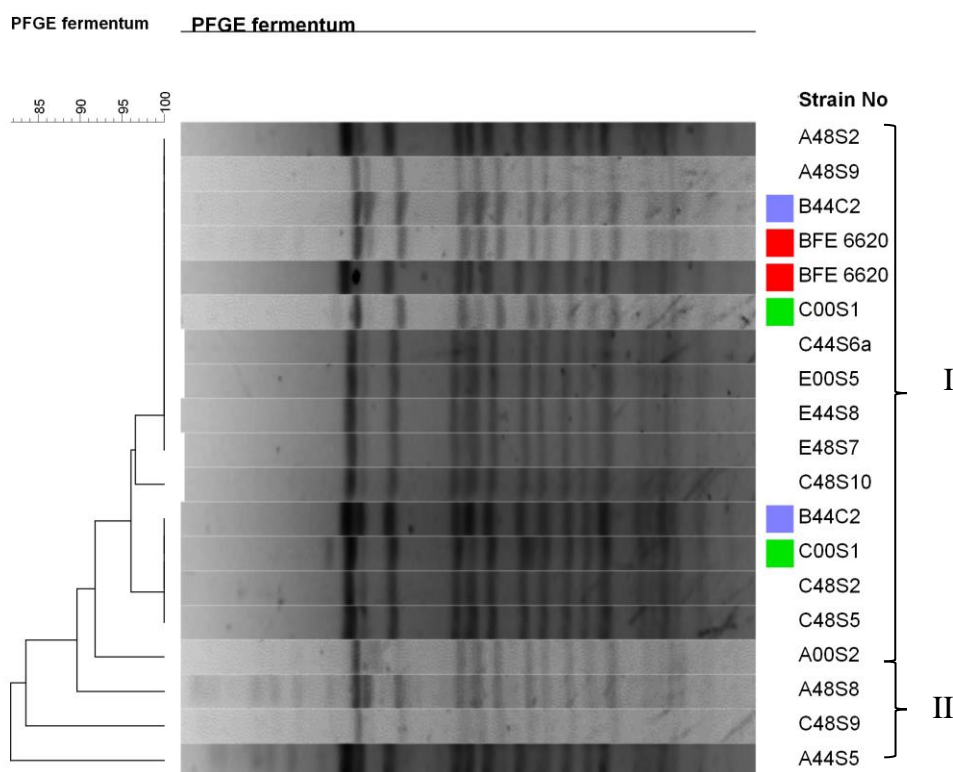 PFGE fermentum PFGE fermentum
85 90 95 100
Strain No
A48S2
A48S9
B44C2
BFE 6620
BFE 6620
C00S1
C44S6a
E00S5
I
E44S8
E48S7
C48S10
B44C2
C00S1
C48S2
C48S5
A00S2
A48S8
II
C48S9
A44S5